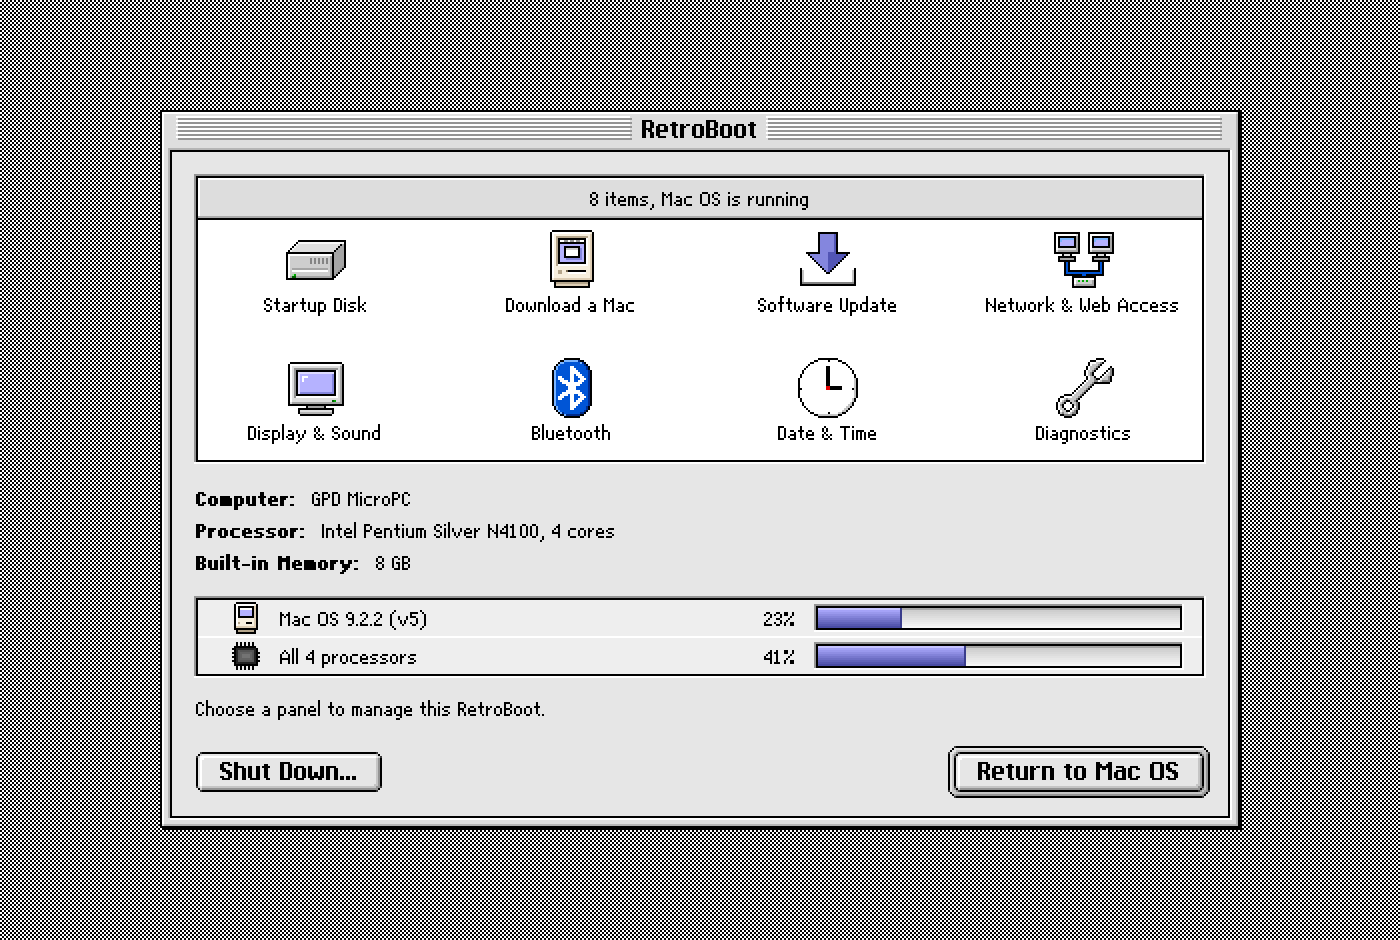 RetroBoot
8 items, Mac OS is running
Startup Disk
Download a Mac
Software Update
Network & Web Access
Display & Sound
Bluetooth
Date & Time
Diagnostics
Computer: GPD MicroPC
Processor: Intel Pentium Silver N4100, 4 cores
Built-in Memory: 8 GB
Mac OS 9.2.2 (v5) 23%
All 4 processors 41%
Choose a panel to manage this RetroBoot.
Shut Down... Return to Mac OS